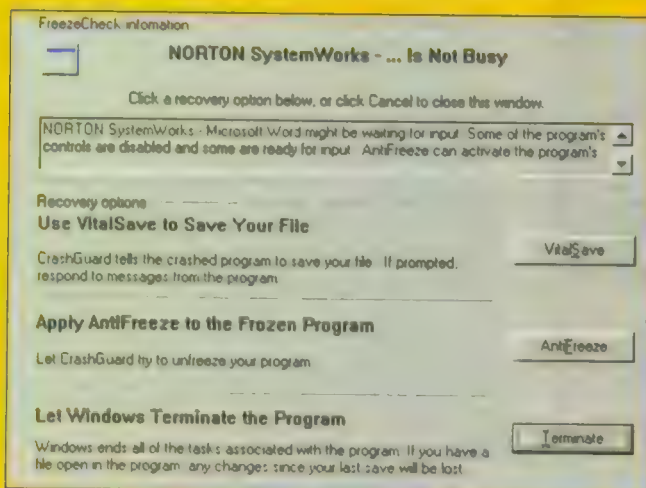 FreezeCheck infomation
NORTON SystemWorks - ... Is Not Busy
Click a recovery option below, or click Cancel to close this window.
NORTON SystemWorks - Microsoft Word might be waiting for input Some of the program's
controls are disabled and some are ready for input AntiFreeze can activate the program's
Recovery options
Use VitalSave to Save Your File
CrashGuard tells the crashed program to save your file If prompted,
respond to messages from the program
VitalSave
Apply AntiFreeze to the Frozen Program
Let CrashGuard try to unfreeze your program
AntiFreeze
Let Windows Terminate the Program
Windows ends all of the tasks associated with the program If you have a
file open in the program any changes since your last save will be lost
Terminate